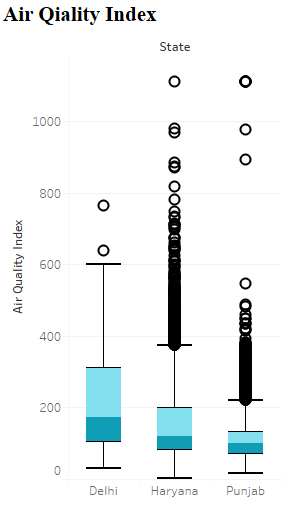 Air Qiality Index
State
1000
800
600
400
200
0
Air Quality Index
Delhi Haryana Punjab